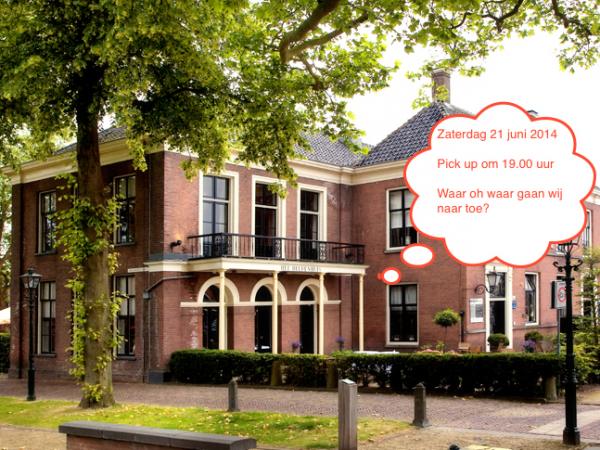 Zaterdag 21 juni 2014
Pick up om 19.00 uur
Waar oh waar gaan wij
naar toe?